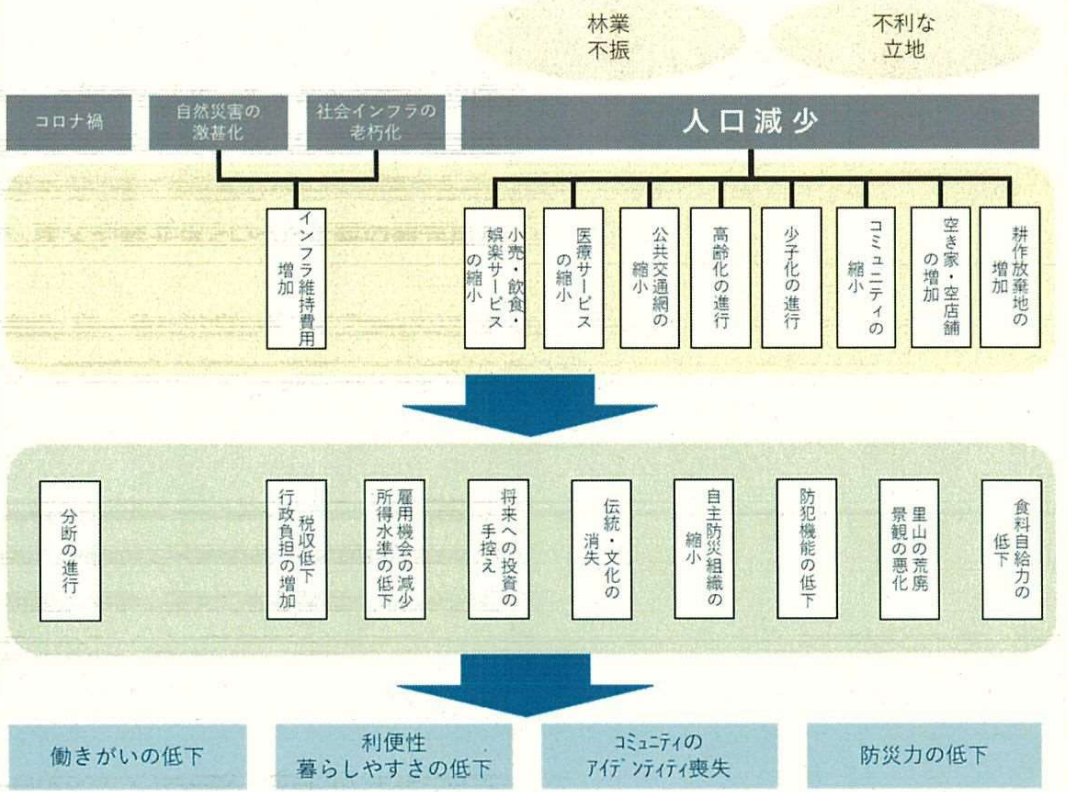 林業
不振
不利な
立地
コロナ禍
自然災害の
激甚化
社会インフラの
老朽化
人口減少
インフラ維持費用
増加
小売・飲食・
娯楽サービス
の縮小
医療サービス
の縮小
公共交通網の
縮小
高齢化の進行
少子化の進行
コミュニティの
縮小
空き家・空店舗
の増加
耕作放棄地の
増加
分断の進行
税収低下
行政負担の増加
雇用機会の減少
所得水準の低下
将来への投資の
手控え
伝統・文化の
消失
自主防災組織の
縮小
防犯機能の低下
里山の荒廃
景観の悪化
食料自給力の
低下
働きがいの低下
利便性
暮らしやすさの低下
コミュニティの
アイデンティティ喪失
防災力の低下